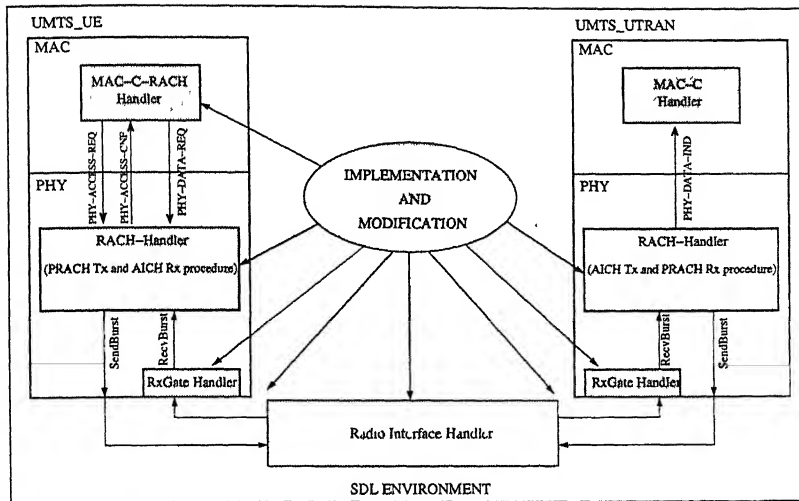 UMTS_UE
UMTS_UTRAN
MAC
MAC
MAC-C-RACH
Handler
MAC-C
Handler
PHY-ACCESS-REQ
PHY-ACCESS-CNF
PHY-DATA-REQ
PHY-DATA-IND
PHY
PHY
IMPLEMENTATION
AND
MODIFICATION
RACH-Handler
(PRACH Tx and AICH Rx procedure)
RACH-Handler
(AICH Tx and PRACH Rx procedure)
SendBurst
RecvBurst
RecvBurst
SendBurst
RxGate Handler
RxGate Handler
Radio Interface Handler
SDL ENVIRONMENT